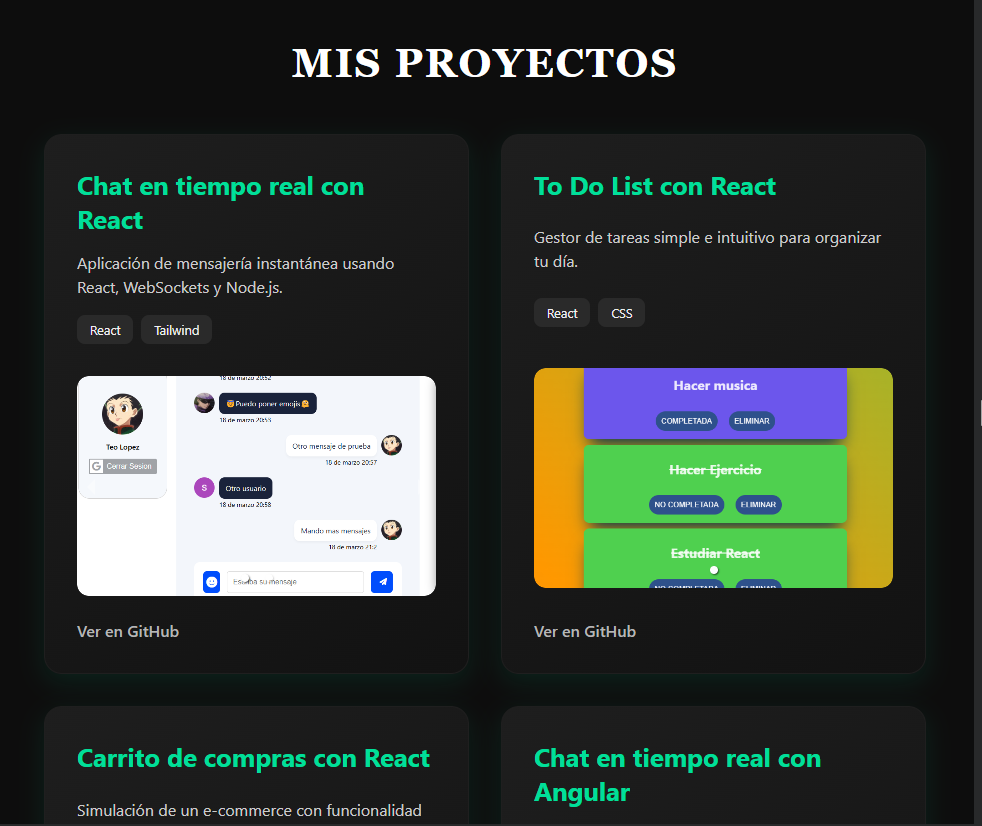 MIS PROYECTOS
Chat en tiempo real con
React
Aplicación de mensajería instantánea usando
React, WebSockets y Node.js.
React
Tailwind
18 de marzo 20:52
Teo Lopez
Cerrar Sesion
Puedo poner emojis
18 de marzo 20:53
Otro mensaje de prueba
18 de marzo 20:57
S
Otro usuario
18 de marzo 20:58
Mando mas mensajes
18 de marzo 21:2
Escriba su mensaje
Ver en GitHub
To Do List con React
Gestor de tareas simple e intuitivo para organizar
tu día.
React
CSS
Hacer musica
COMPLETADA
ELIMINAR
Hacer Ejercicio
NO COMPLETADA
ELIMINAR
Estudiar React
NO COMPLETADA
ELIMINAR
Ver en GitHub
Carrito de compras con React
Simulación de un e-commerce con funcionalidad
Chat en tiempo real con
Angular